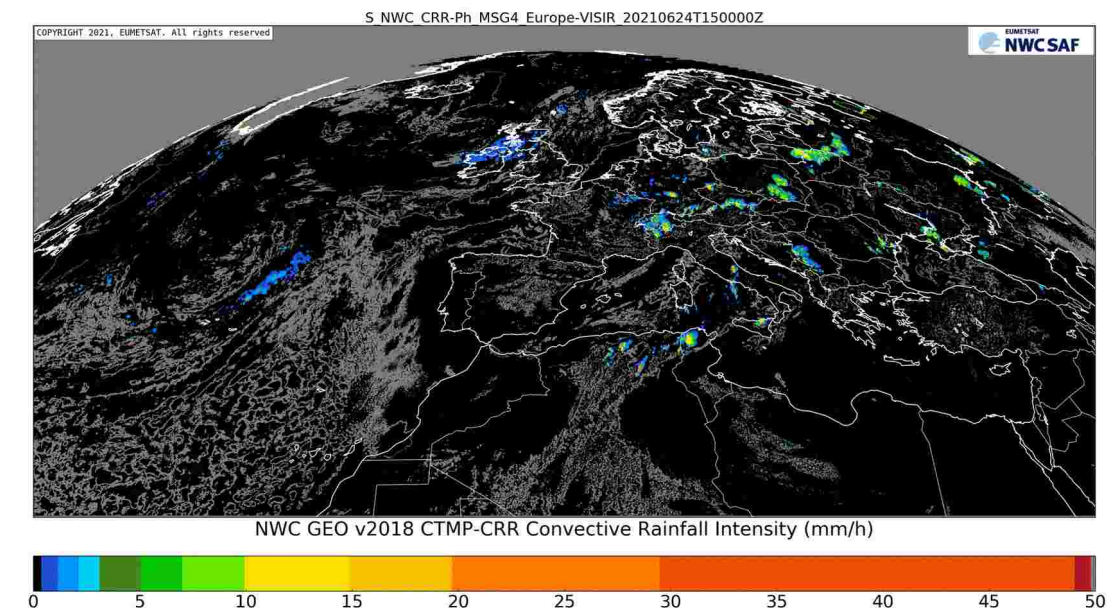 S_NWC_CRR-Ph_MSG4_Europe-VISIR_20210624T150000Z
COPYRIGHT 2021, EUMETSAT. All rights reserved
EUMETSAT
NWC SAF
NWC GEO v2018 CTMP-CRR Convective Rainfall Intensity (mm/h)
0 5 10 15 20 25 30 35 40 45 50